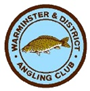 WARMINSTER & DISTRICT
ANGLING CLUB